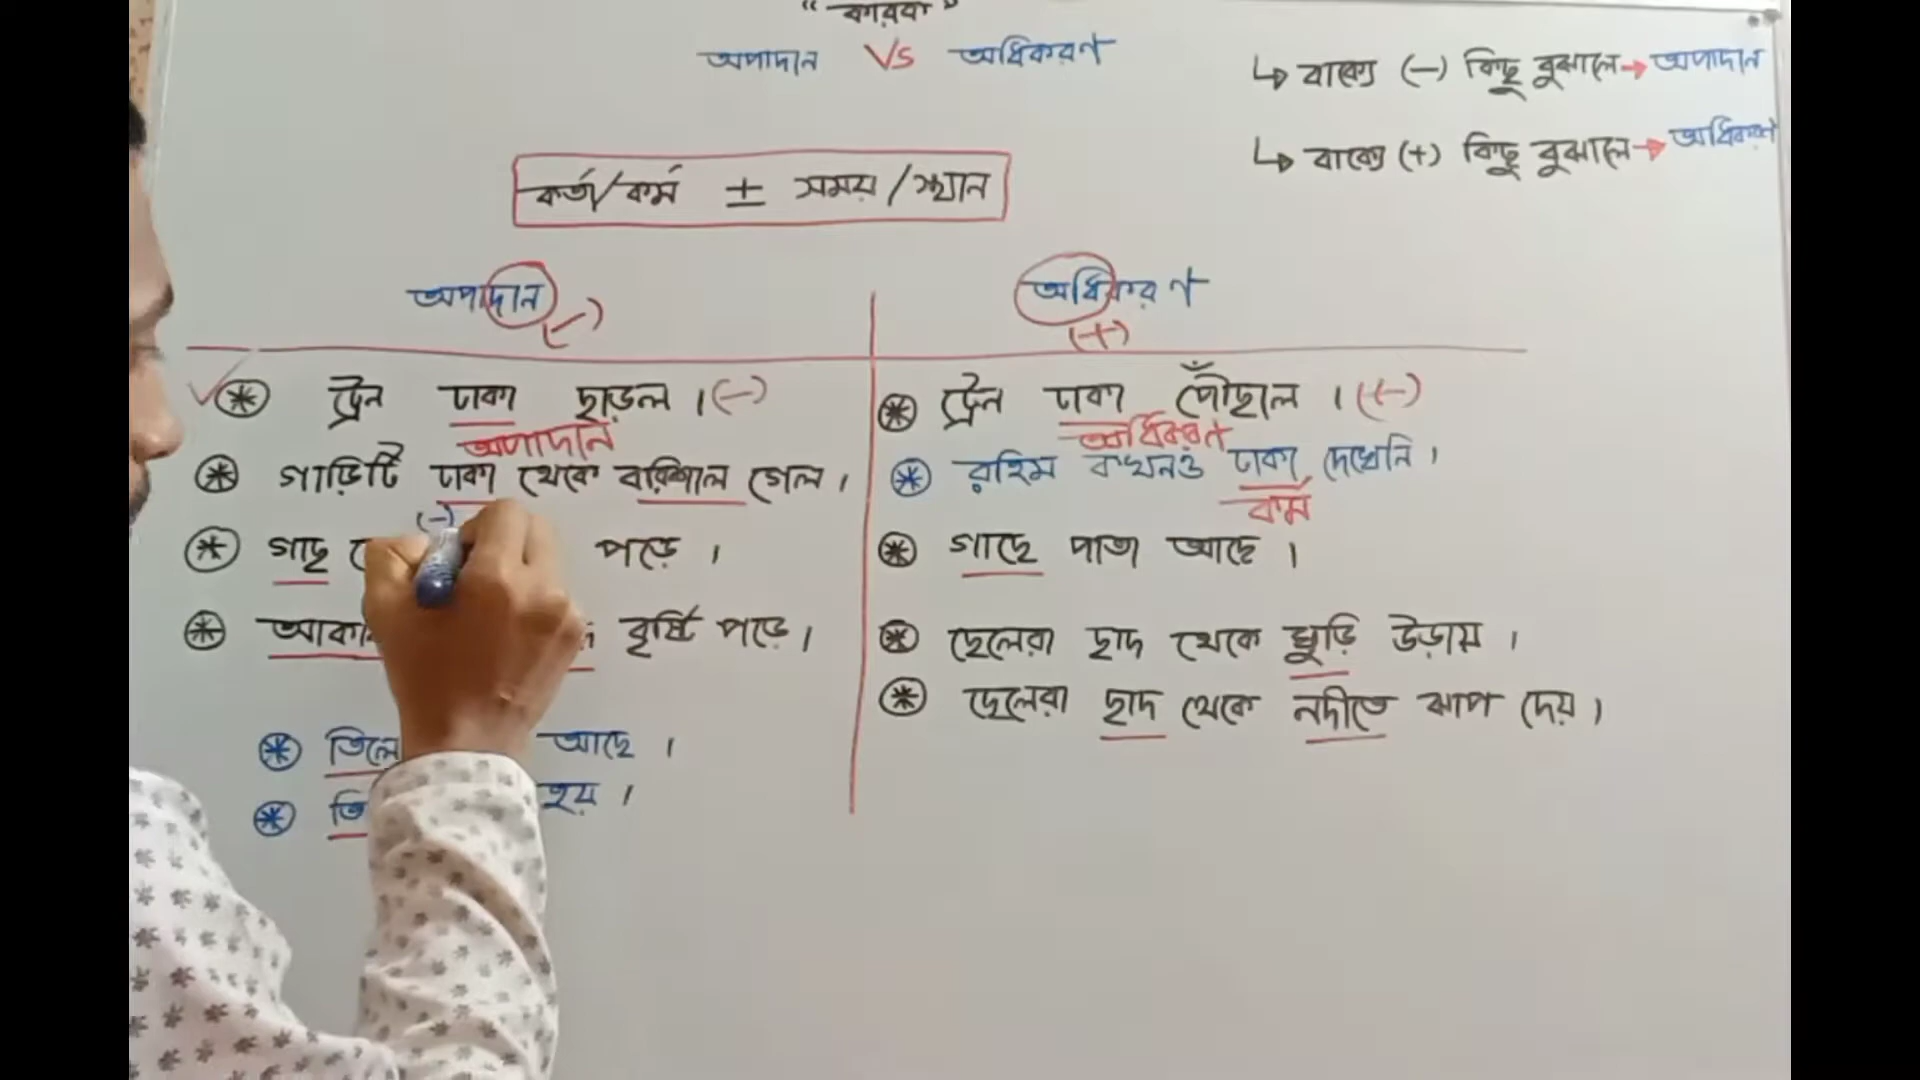 “কারক”
অপাদান Vs অধিকরণ
↳ বাক্যে (−) কিছু বুঝালে → অপাদান
↳ বাক্যে (+) কিছু বুঝালে → অধিকরণ
কর্তা/কর্ম ± সময়/স্থান
অপাদান
(−)
অধিকরণ
(+)
ট্রেন ঢাকা ছাড়ল । (−)
অপাদান
গাড়িটি ঢাকা থেকে বরিশাল গেল ।
(−)
গাছ পড়ে ।
বৃষ্টি পড়ে ।
আছে ।
হয় ।
ট্রেন ঢাকা পৌঁছাল । (+)
অধিকরণ
রহিম কখনও ঢাকা দেখেনি ।
কর্ম
গাছে পাতা আছে ।
ছেলেরা ছাদ থেকে ঘুড়ি উড়ায় ।
ছেলেরা ছাদ থেকে নদীতে ঝাপ দেয় ।